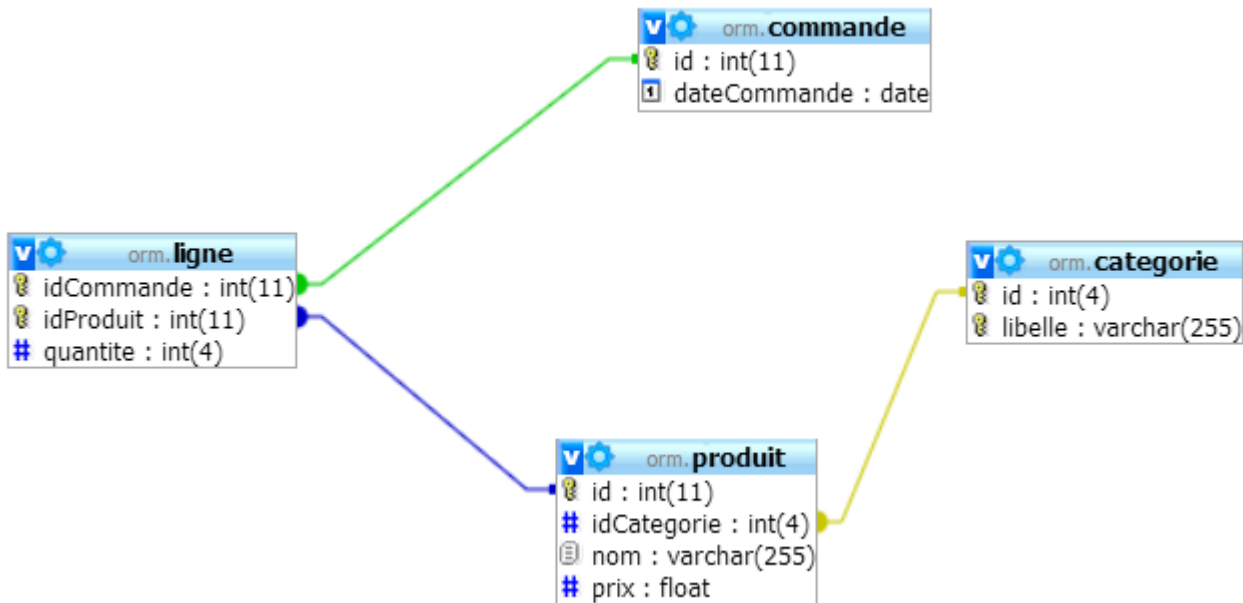 orm.commande
id : int(11)
dateCommande : date
orm.ligne
idCommande : int(11)
idProduit : int(11)
# quantite : int(4)
orm.categorie
id : int(4)
libelle : varchar(255)
orm.produit
id : int(11)
# idCategorie : int(4)
nom : varchar(255)
# prix : float